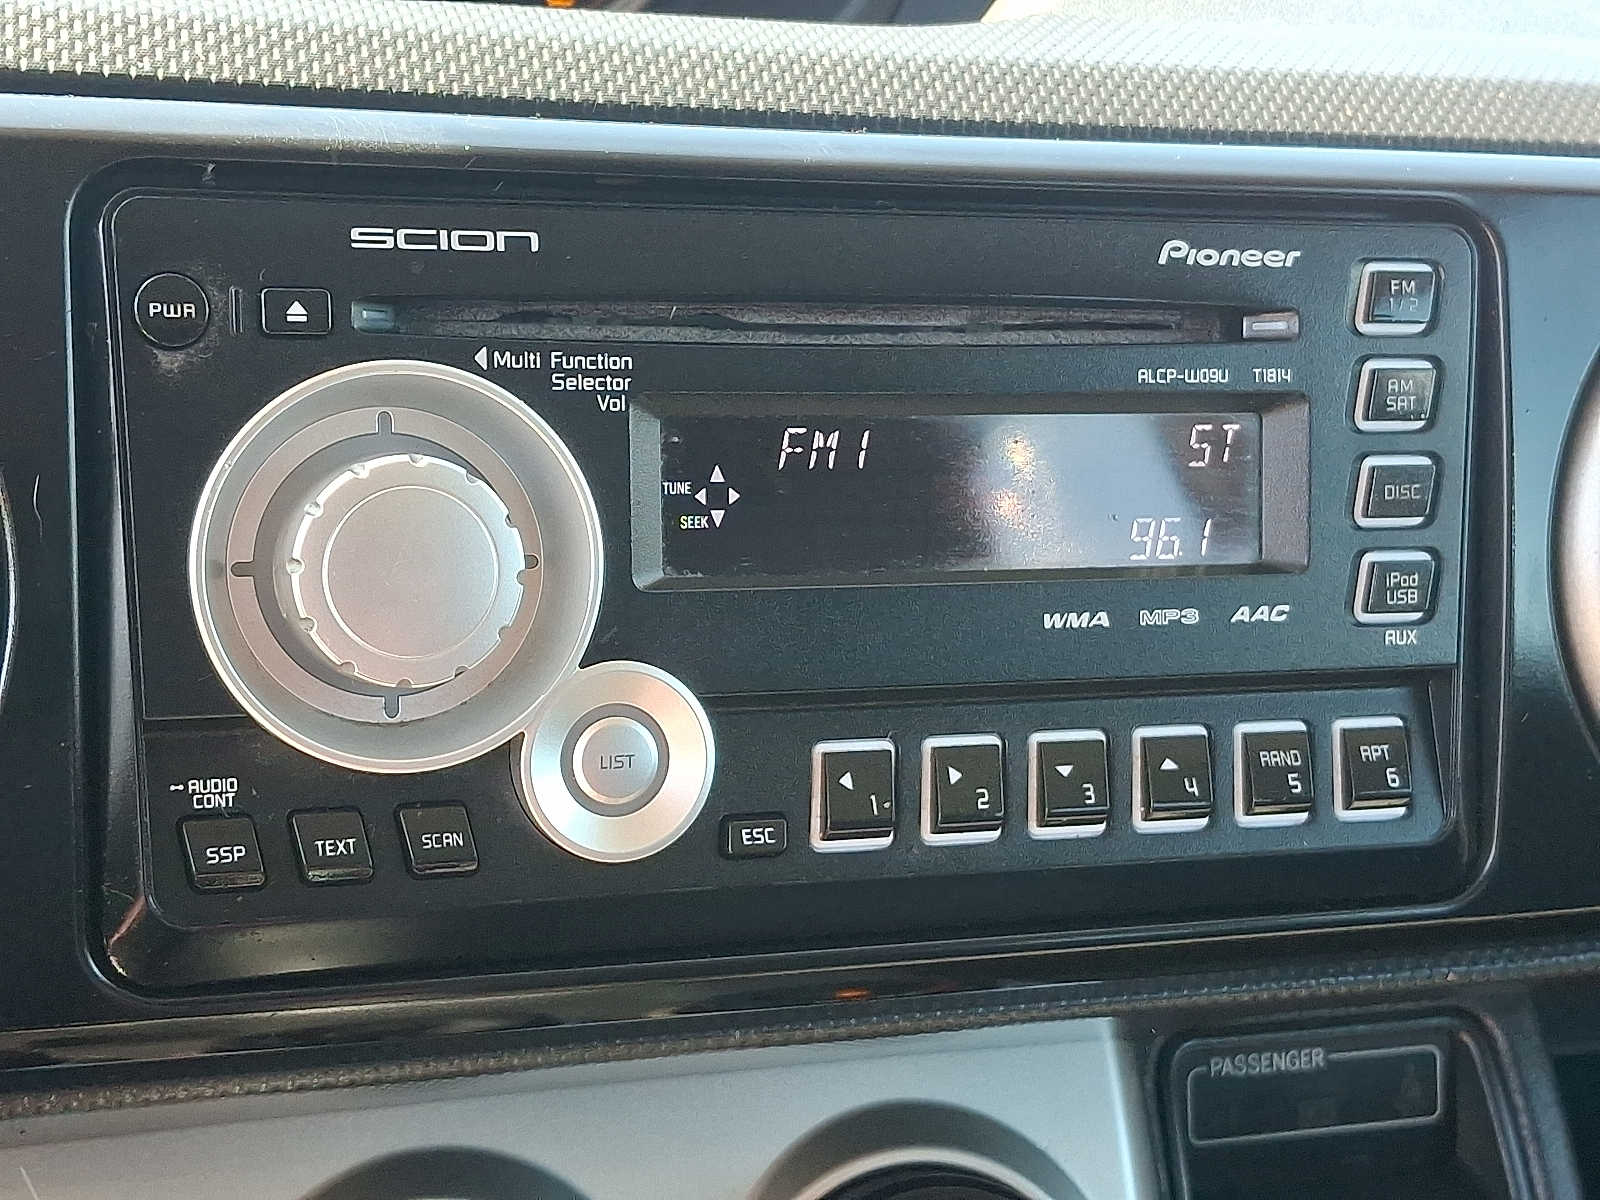 SCION
Pioneer
PWR
FM
1/2
Multi Function
Selector
Vol
ALCP-W09U T1814
AM
SAT
FM1 ST
TUNE
SEEK
96.1
DISC
iPod
USB
AUX
WMA MP3 AAC
LIST
AUDIO
CONT
SSP
TEXT
SCAN
ESC
1
2
3
4
RAND
5
RPT
6
PASSENGER